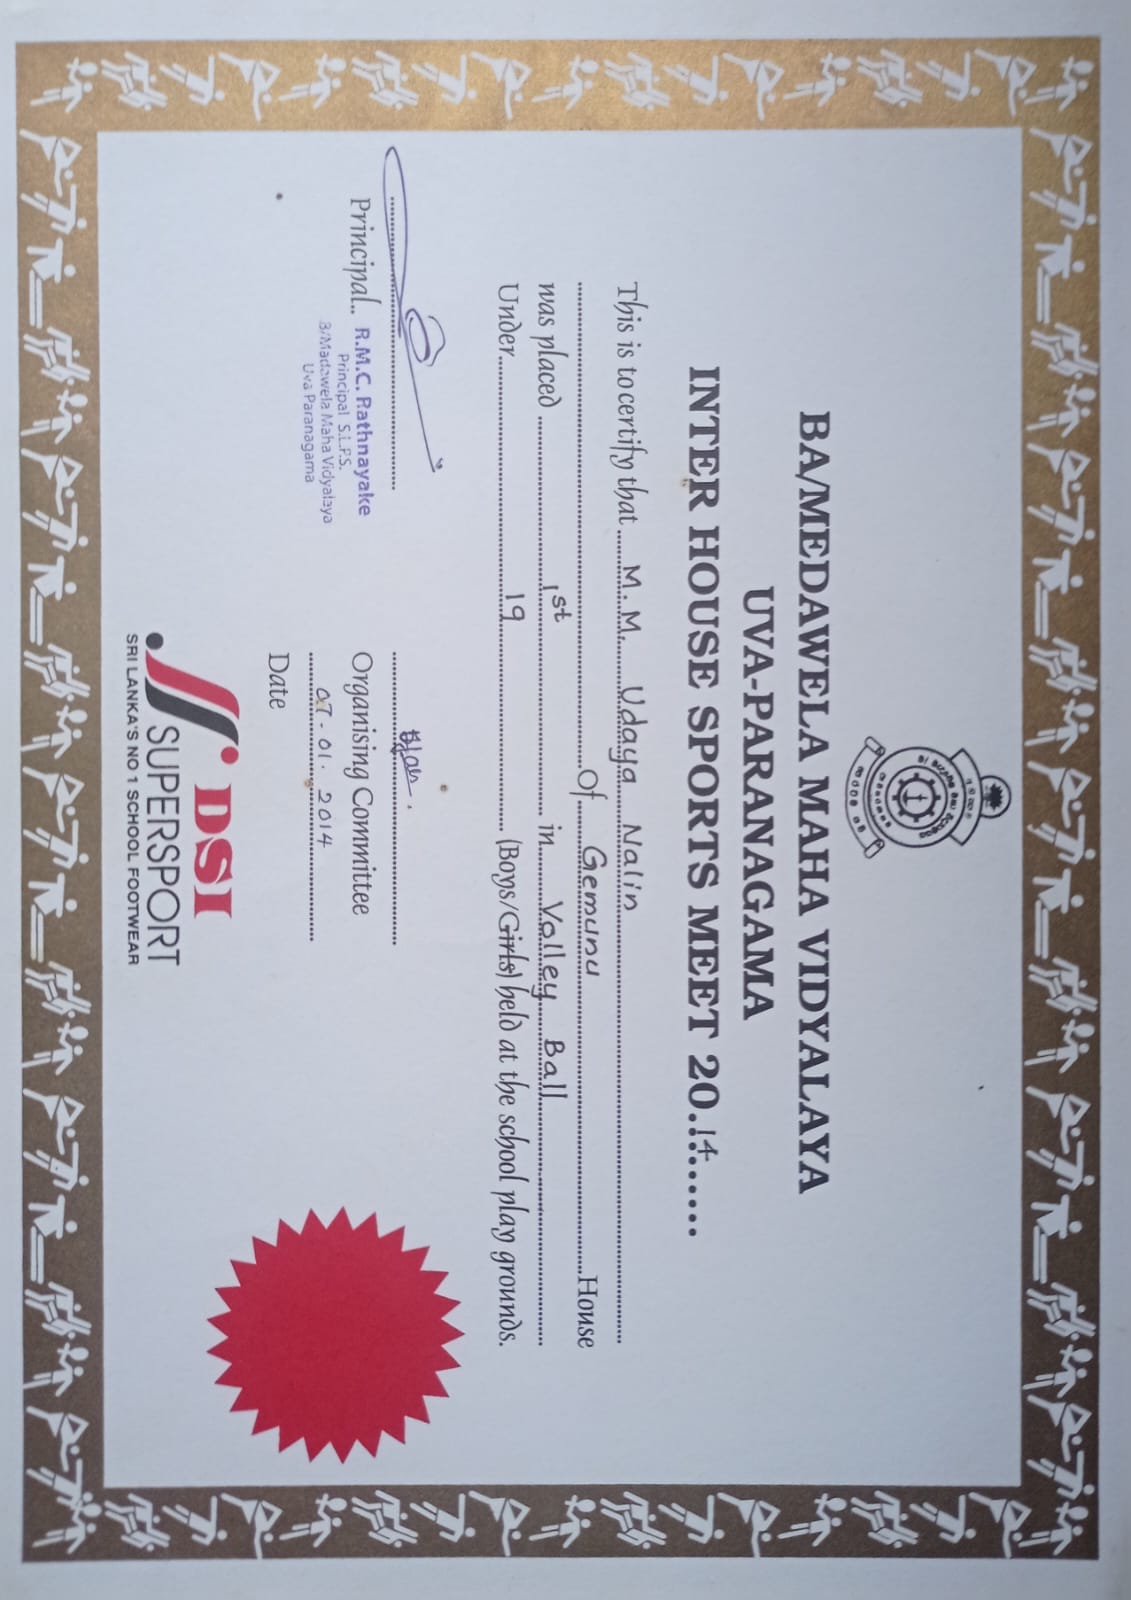 BA/MEDAWELA MAHA VIDYALAYA
UVA-PARANAGAMA
INTER HOUSE SPORTS MEET 20.14.......
This is to certify that M.M. Udaya Nalin
Of Gemunu House
was placed 1st in Volley Ball
Under 19 (Boys/Girls) held at the school play grounds.
Principal.. R.M.C. Rathnayake
Principal S.L.P.S.
B/Madawela Maha Vidyalaya
Uva Paranagama
Organising Committee
07-01. 2014
Date
DSI
SUPERSPORT
SRI LANKA'S NO 1 SCHOOL FOOTWEAR